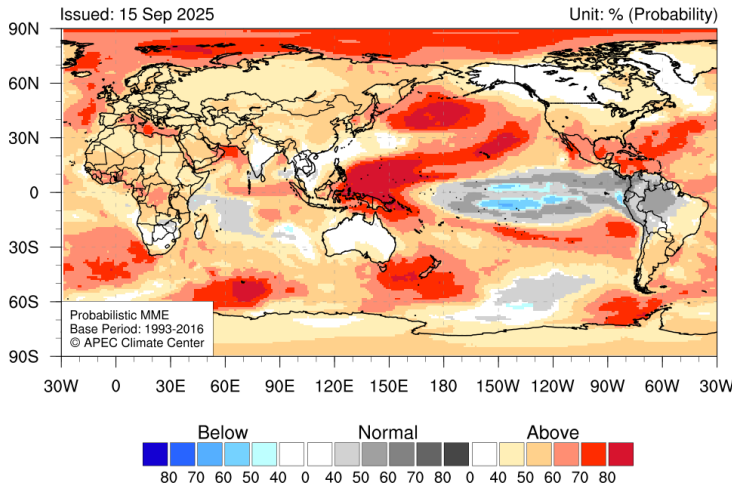 Issued: 15 Sep 2025 Unit: % (Probability)
90N
60N
30N
0
30S
60S
90S
Probabilistic MME
Base Period: 1993-2016
© APEC Climate Center
30W 0 30E 60E 90E 120E 150E 180 150W 120W 90W 60W 30W
Below Normal Above
80 70 60 50 40 0 40 50 60 70 80 0 40 50 60 70 80